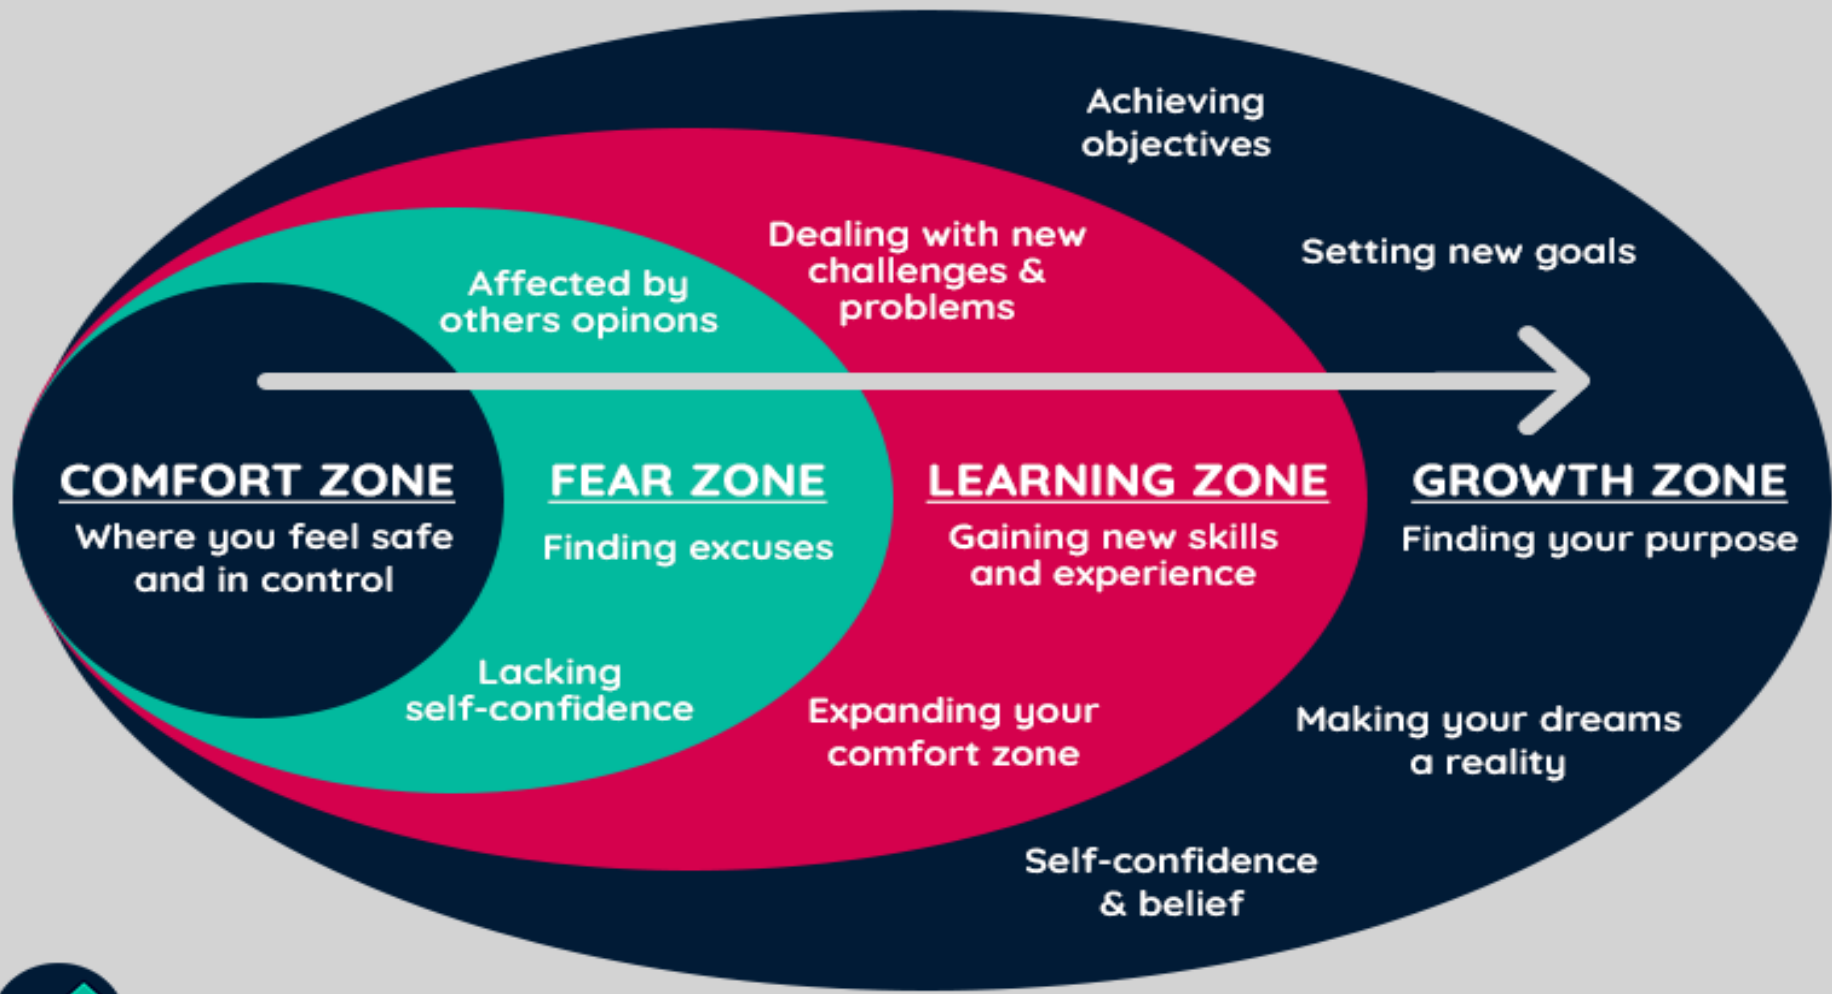 COMFORT ZONE
Where you feel safe
and in control
Affected by
others opinons
FEAR ZONE
Finding excuses
Lacking
self-confidence
Dealing with new
challenges &
problems
LEARNING ZONE
Gaining new skills
and experience
Expanding your
comfort zone
Achieving
objectives
Setting new goals
GROWTH ZONE
Finding your purpose
Making your dreams
a reality
Self-confidence
& belief